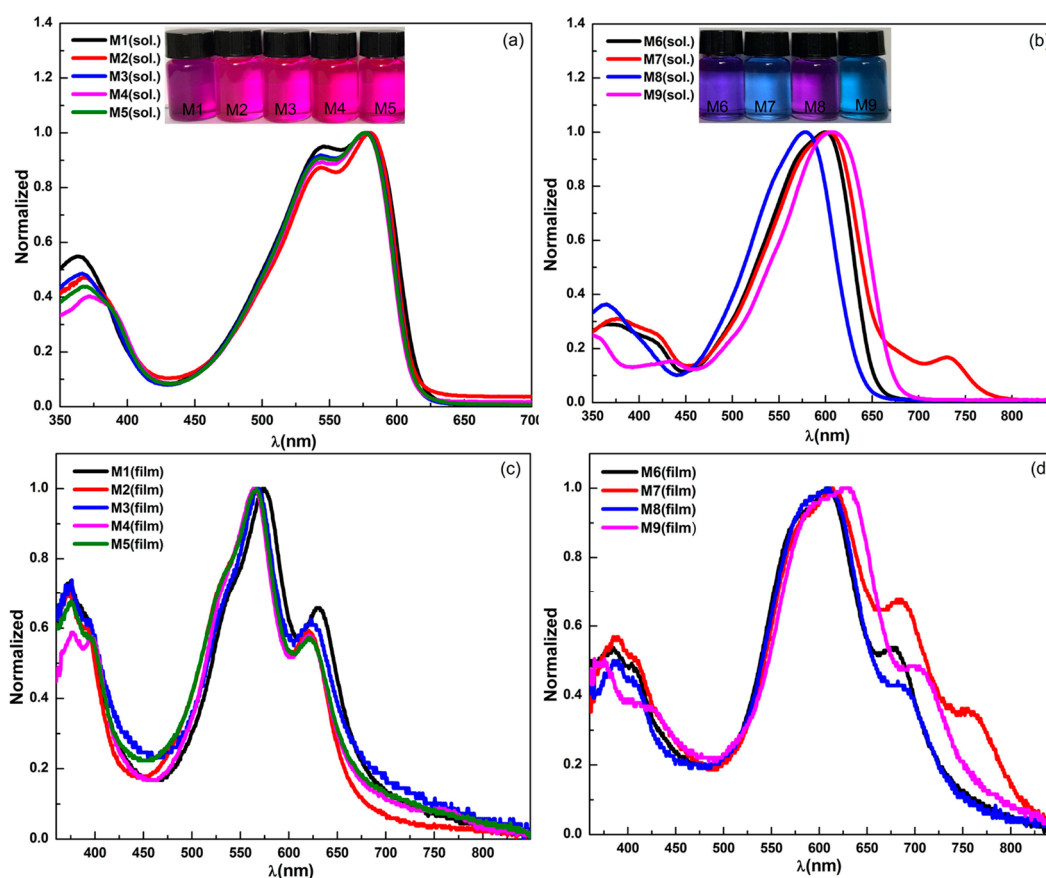 (a)
M1(sol.)
M2(sol.)
M3(sol.)
M4(sol.)
M5(sol.)
M1 M2 M3 M4 M5
1.4
1.2
1.0
0.8
0.6
0.4
0.2
0.0
Normalized
350 400 450 500 550 600 650 700
λ(nm)
(b)
M6(sol.)
M7(sol.)
M8(sol.)
M9(sol.)
M6 M7 M8 M9
1.4
1.2
1.0
0.8
0.6
0.4
0.2
0.0
Normalized
350 400 450 500 550 600 650 700 750 800
λ(nm)
(c)
M1(film)
M2(film)
M3(film)
M4(film)
M5(film)
1.0
0.8
0.6
0.4
0.2
0.0
Normalized
400 450 500 550 600 650 700 750 800
λ(nm)
(d)
M6(film)
M7(film)
M8(film)
M9(film)
1.0
0.8
0.6
0.4
0.2
0.0
Normalized
400 450 500 550 600 650 700 750 800
λ(nm)